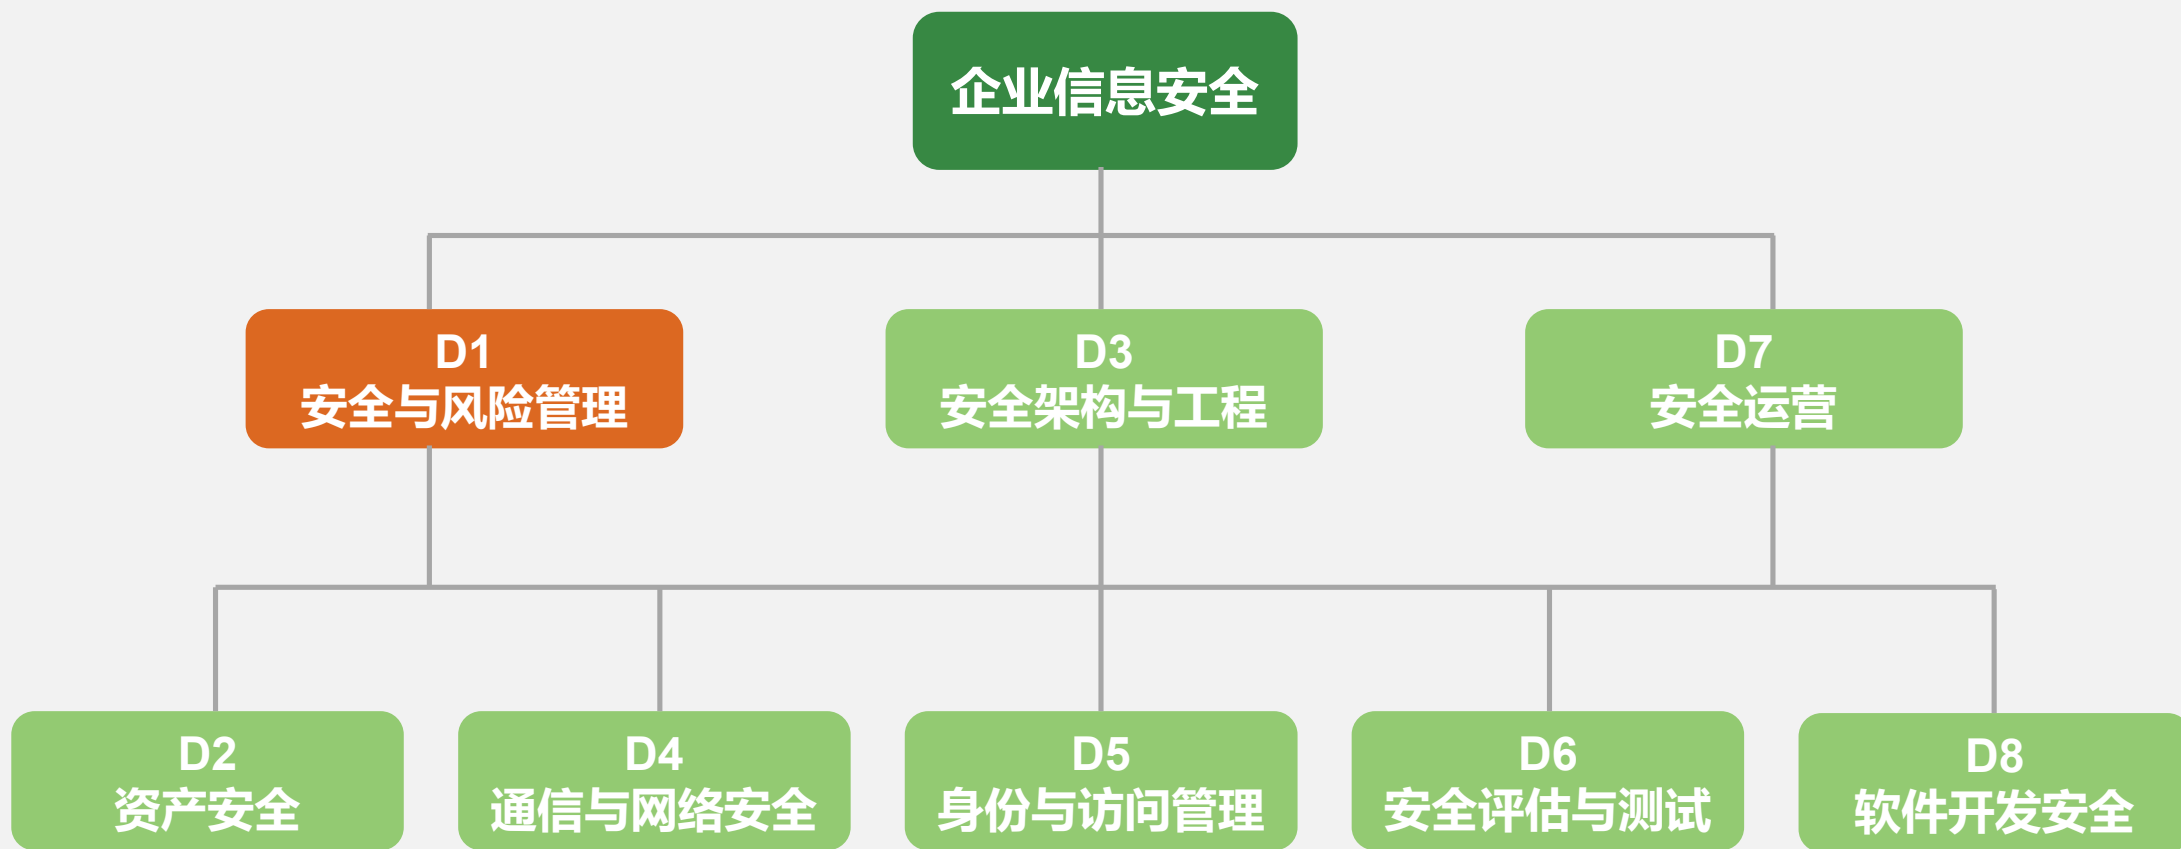 企业信息安全
D1
安全与风险管理
D3
安全架构与工程
D7
安全运营
D2
资产安全
D4
通信与网络安全
D5
身份与访问管理
D6
安全评估与测试
D8
软件开发安全